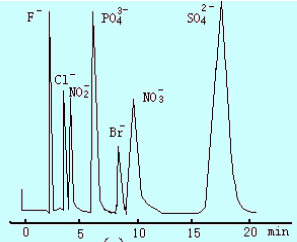 F⁻
PO₄³⁻
SO₄²⁻
Cl⁻
NO₂⁻
NO₃⁻
Br⁻
0 5 10 15 20 min